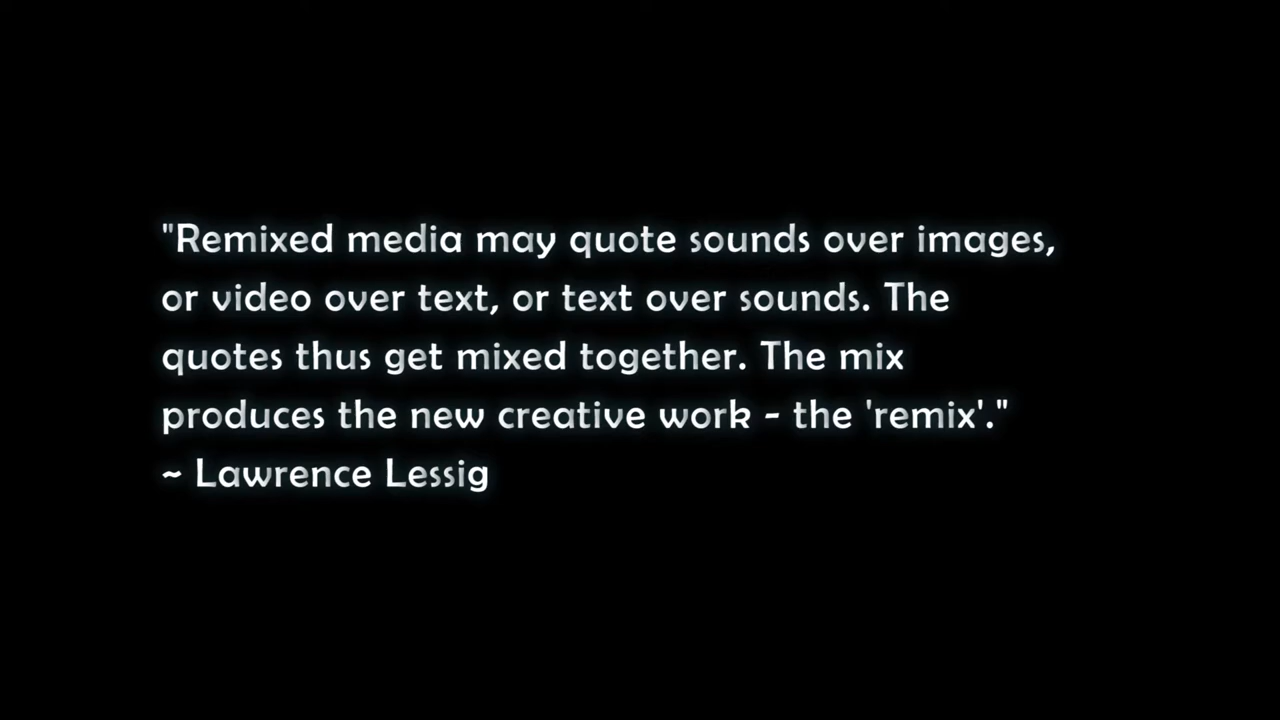 "Remixed media may quote sounds over images,
or video over text, or text over sounds. The
quotes thus get mixed together. The mix
produces the new creative work - the 'remix'."
~ Lawrence Lessig